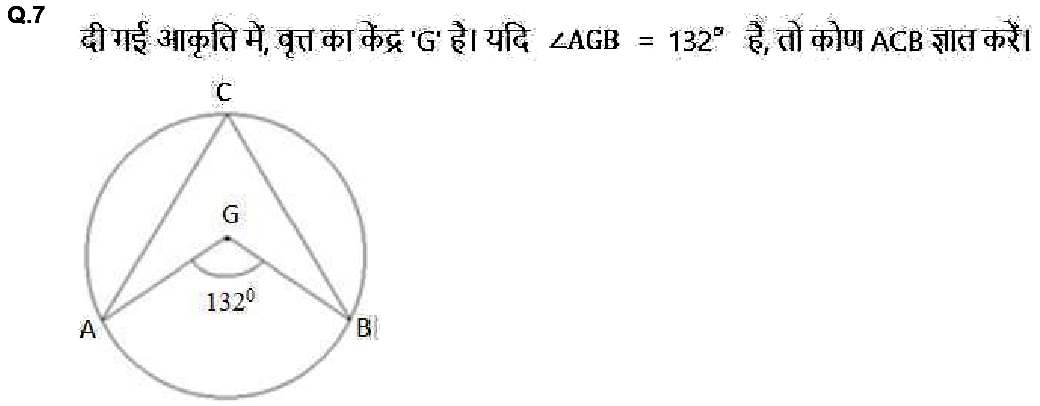 Q.7
दी गई आकृति में, वृत्त का केंद्र 'G' है। यदि ∠AGB = 132° है, तो कोण ACB ज्ञात करें।
C
G
132⁰
A
B